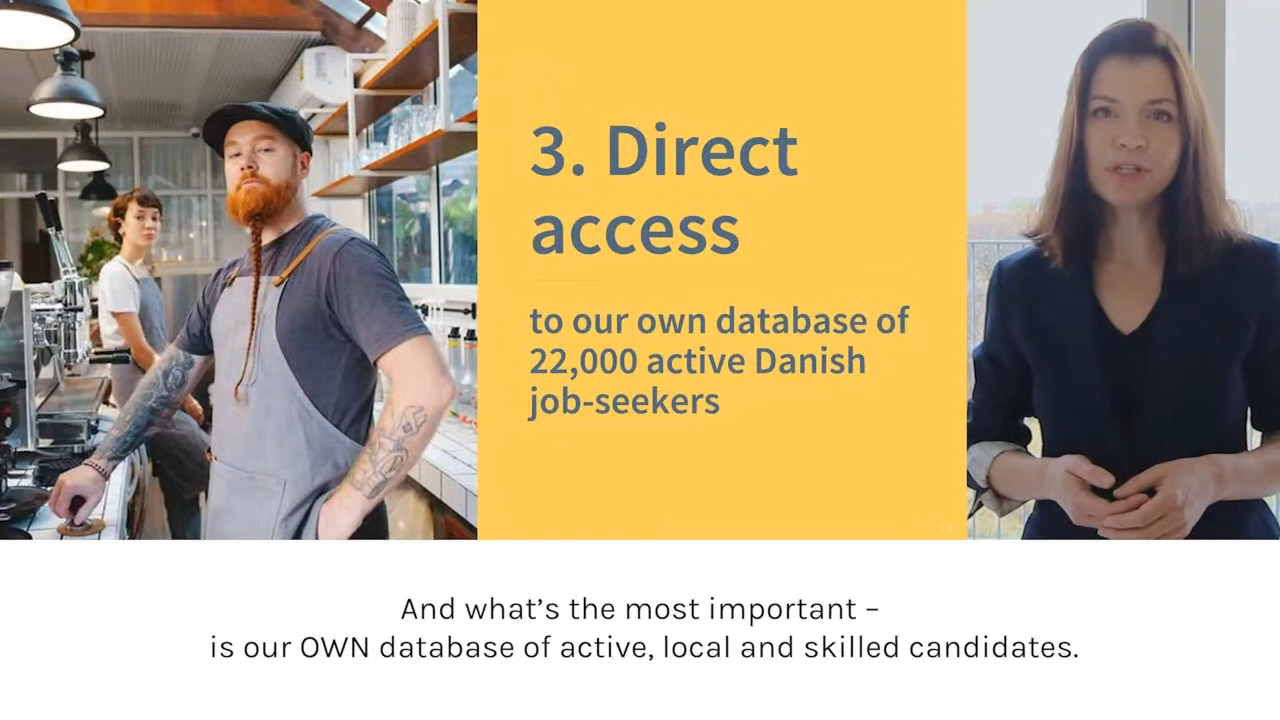 3. Direct
access
to our own database of
22,000 active Danish
job-seekers
And what's the most important –
is our OWN database of active, local and skilled candidates.